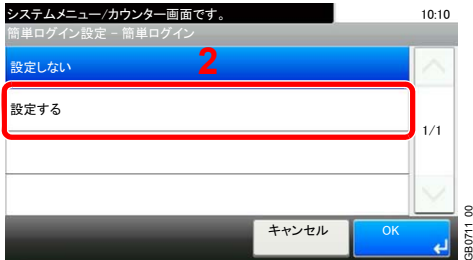 システムメニュー/カウンター画面です。 10:10
簡単ログイン設定 - 簡単ログイン
設定しない 2
設定する
1/1
キャンセル OK
GB0711 00